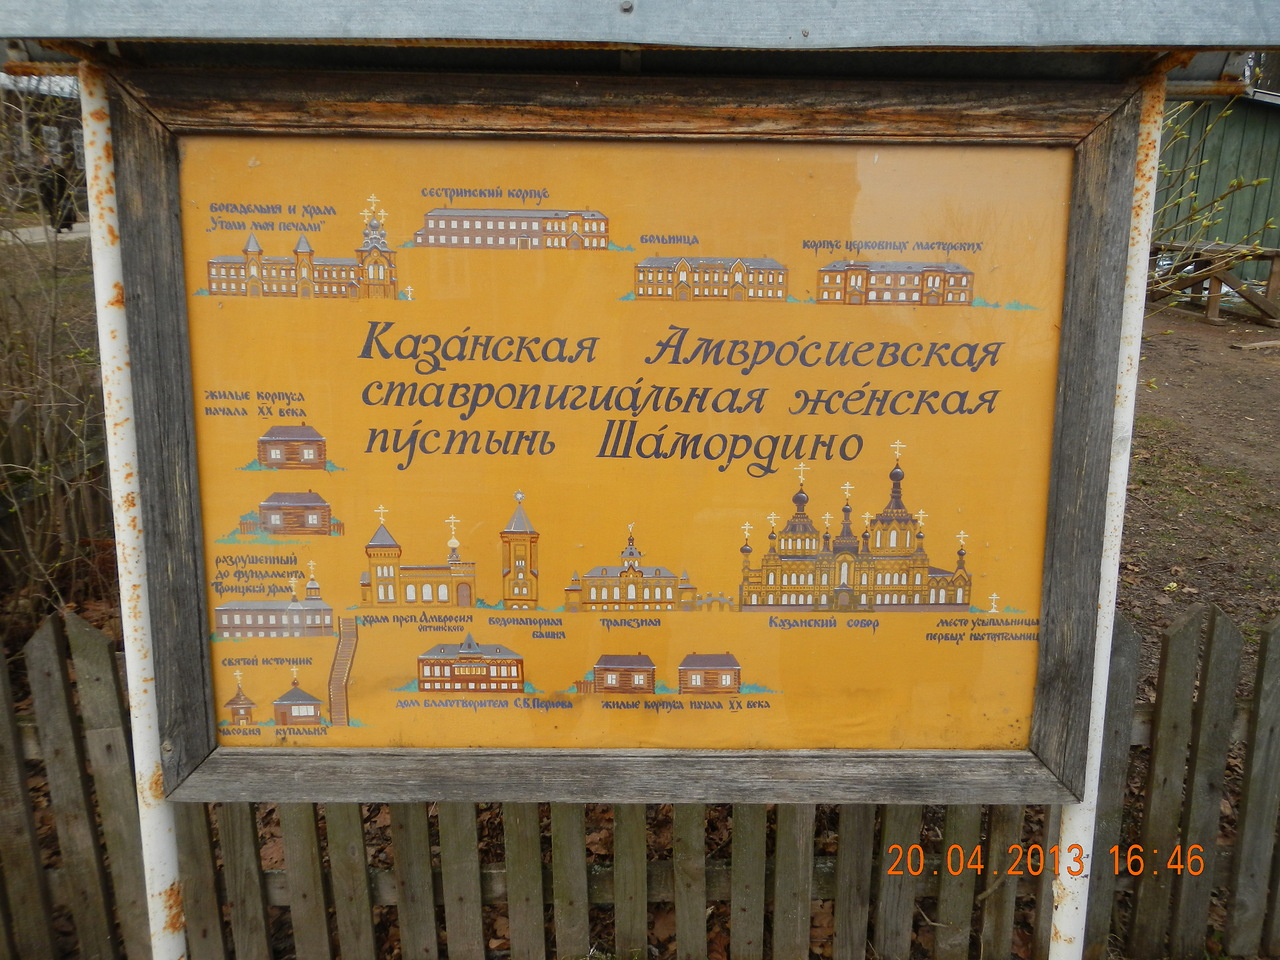 сестринский корпус
богадельня и храм
„Утоли моя печали"
больница
корпус церковных мастерских
Каза́нская Амвро́сиевская
ставропигиа́льная же́нская
пу́стынь Ша́мордино
жилые корпуса
начала XX века
разрушенный
до фундамента
Троицкый храм
храм преп. Амвросия
оптинского
водонапорная
башня
трапезная
Казанский собор
место усыпальницы
первых настоятельниц
святой источник
часовня
купальня
дом благотворителя С.В.Перлова
жилые корпуса начала XX века
20.04.2013 16:46